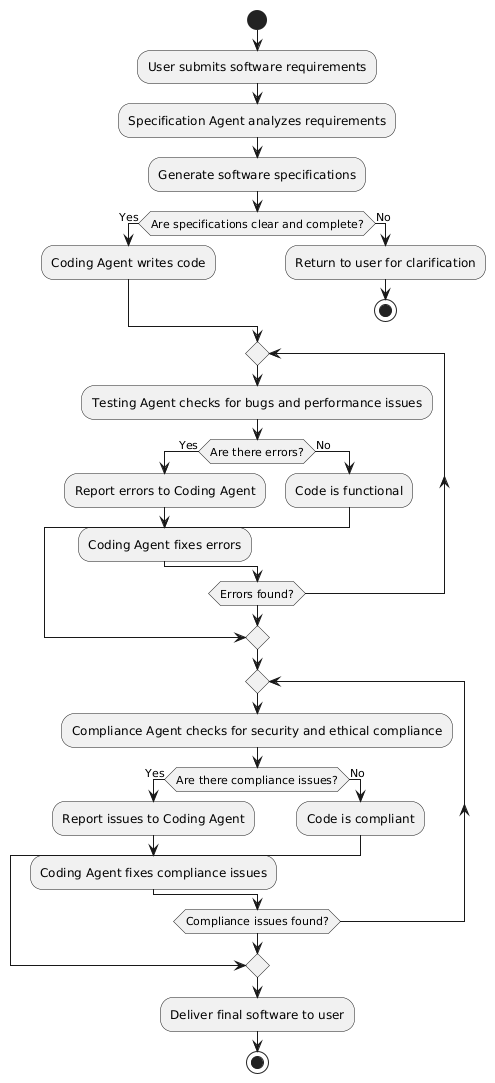 User submits software requirements
Specification Agent analyzes requirements
Generate software specifications
Yes
Are specifications clear and complete?
No
Coding Agent writes code
Return to user for clarification
Testing Agent checks for bugs and performance issues
Yes
Are there errors?
No
Report errors to Coding Agent
Code is functional
Coding Agent fixes errors
Errors found?
Compliance Agent checks for security and ethical compliance
Yes
Are there compliance issues?
No
Report issues to Coding Agent
Code is compliant
Coding Agent fixes compliance issues
Compliance issues found?
Deliver final software to user